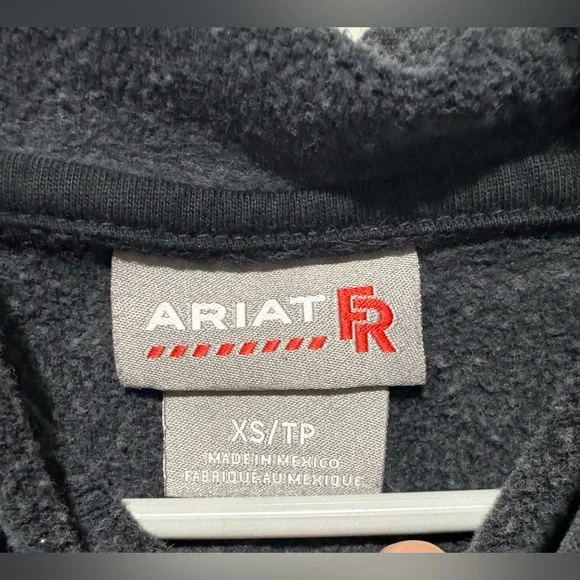 ARIAT FR
XS/TP
MADE IN MEXICO
FABRIQUE AU MEXIQUE